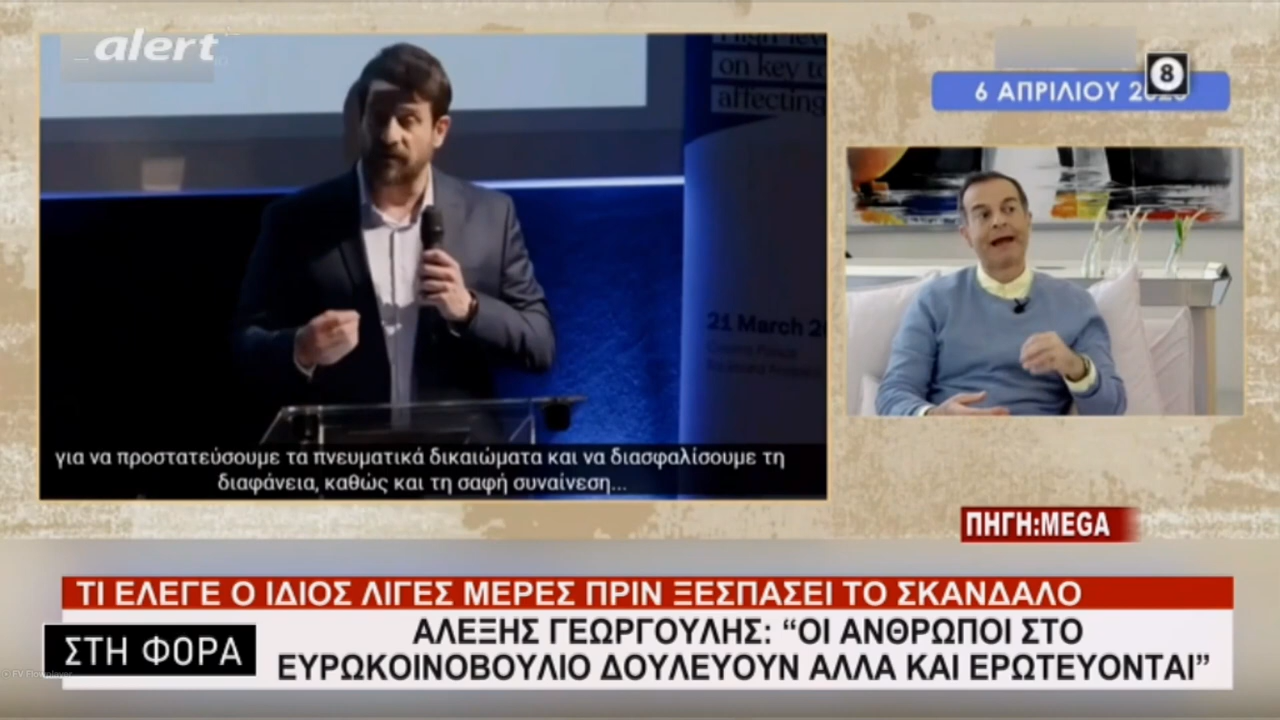 alert
8
6 ΑΠΡΙΛΙΟΥ
on key to
affecting
21 March
για να προστατεύσουμε τα πνευματικά δικαιώματα και να διασφαλίσουμε τη
διαφάνεια, καθώς και τη σαφή συναίνεση...
ΠΗΓΗ:MEGA
ΤΙ ΕΛΕΓΕ Ο ΙΔΙΟΣ ΛΙΓΕΣ ΜΕΡΕΣ ΠΡΙΝ ΞΕΣΠΑΣΕΙ ΤΟ ΣΚΑΝΔΑΛΟ
ΣΤΗ ΦΟΡΑ
ΑΛΕΞΗΣ ΓΕΩΡΓΟΥΛΗΣ: “ΟΙ ΑΝΘΡΩΠΟΙ ΣΤΟ
ΕΥΡΩΚΟΙΝΟΒΟΥΛΙΟ ΔΟΥΛΕΥΟΥΝ ΑΛΛΑ ΚΑΙ ΕΡΩΤΕΥΟΝΤΑΙ”
FV Flowplayer